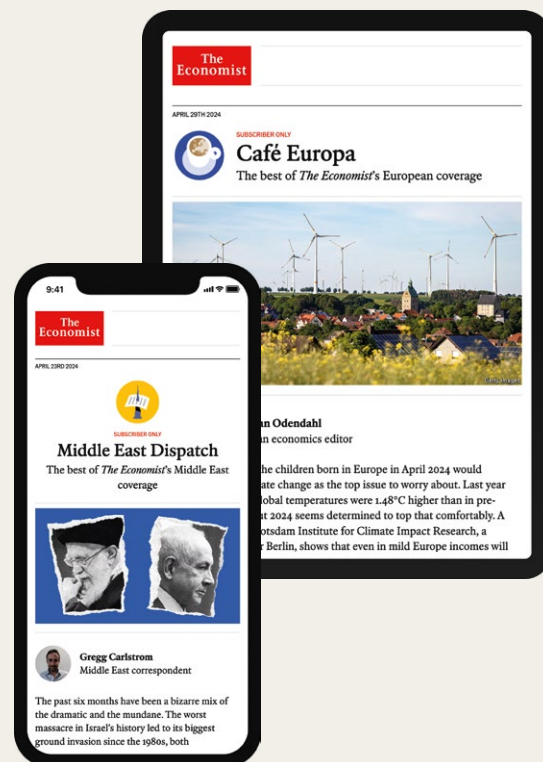 The
Economist
APRIL 29TH 2024
SUBSCRIBER ONLY
Café Europa
The best of The Economist's European coverage
an Odendahl
an economics editor
he children born in Europe in April 2024 would
ate change as the top issue to worry about. Last year
lobal temperatures were 1.48°C higher than in pre-
at 2024 seems determined to top that comfortably. A
otsdam Institute for Climate Impact Research, a
r Berlin, shows that even in mild Europe incomes will
9:41
The
Economist
APRIL 23RD 2024
SUBSCRIBER ONLY
Middle East Dispatch
The best of The Economist's Middle East
coverage
Gregg Carlstrom
Middle East correspondent
The past six months have been a bizarre mix of
the dramatic and the mundane. The worst
massacre in Israel's history led to its biggest
ground invasion since the 1980s, both